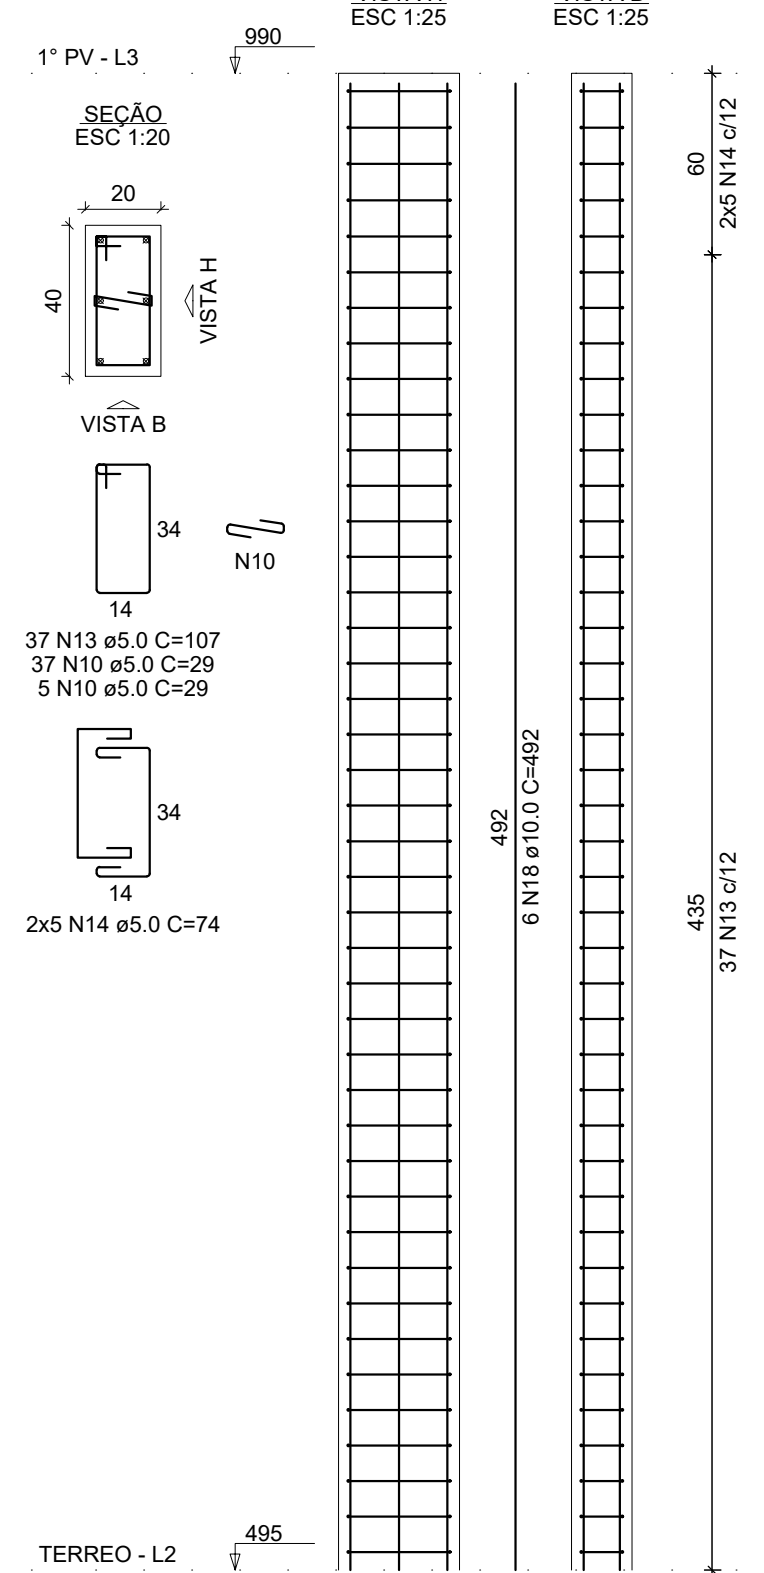 ESC 1:25
ESC 1:25
990
1° PV - L3
SEÇÃO
ESC 1:20
20
40
VISTA H
VISTA B
34
14
N10
37 N13 ø5.0 C=107
37 N10 ø5.0 C=29
5 N10 ø5.0 C=29
34
14
2x5 N14 ø5.0 C=74
492
6 N18 ø10.0 C=492
60
2x5 N14 c/12
435
37 N13 c/12
495
TERREO - L2